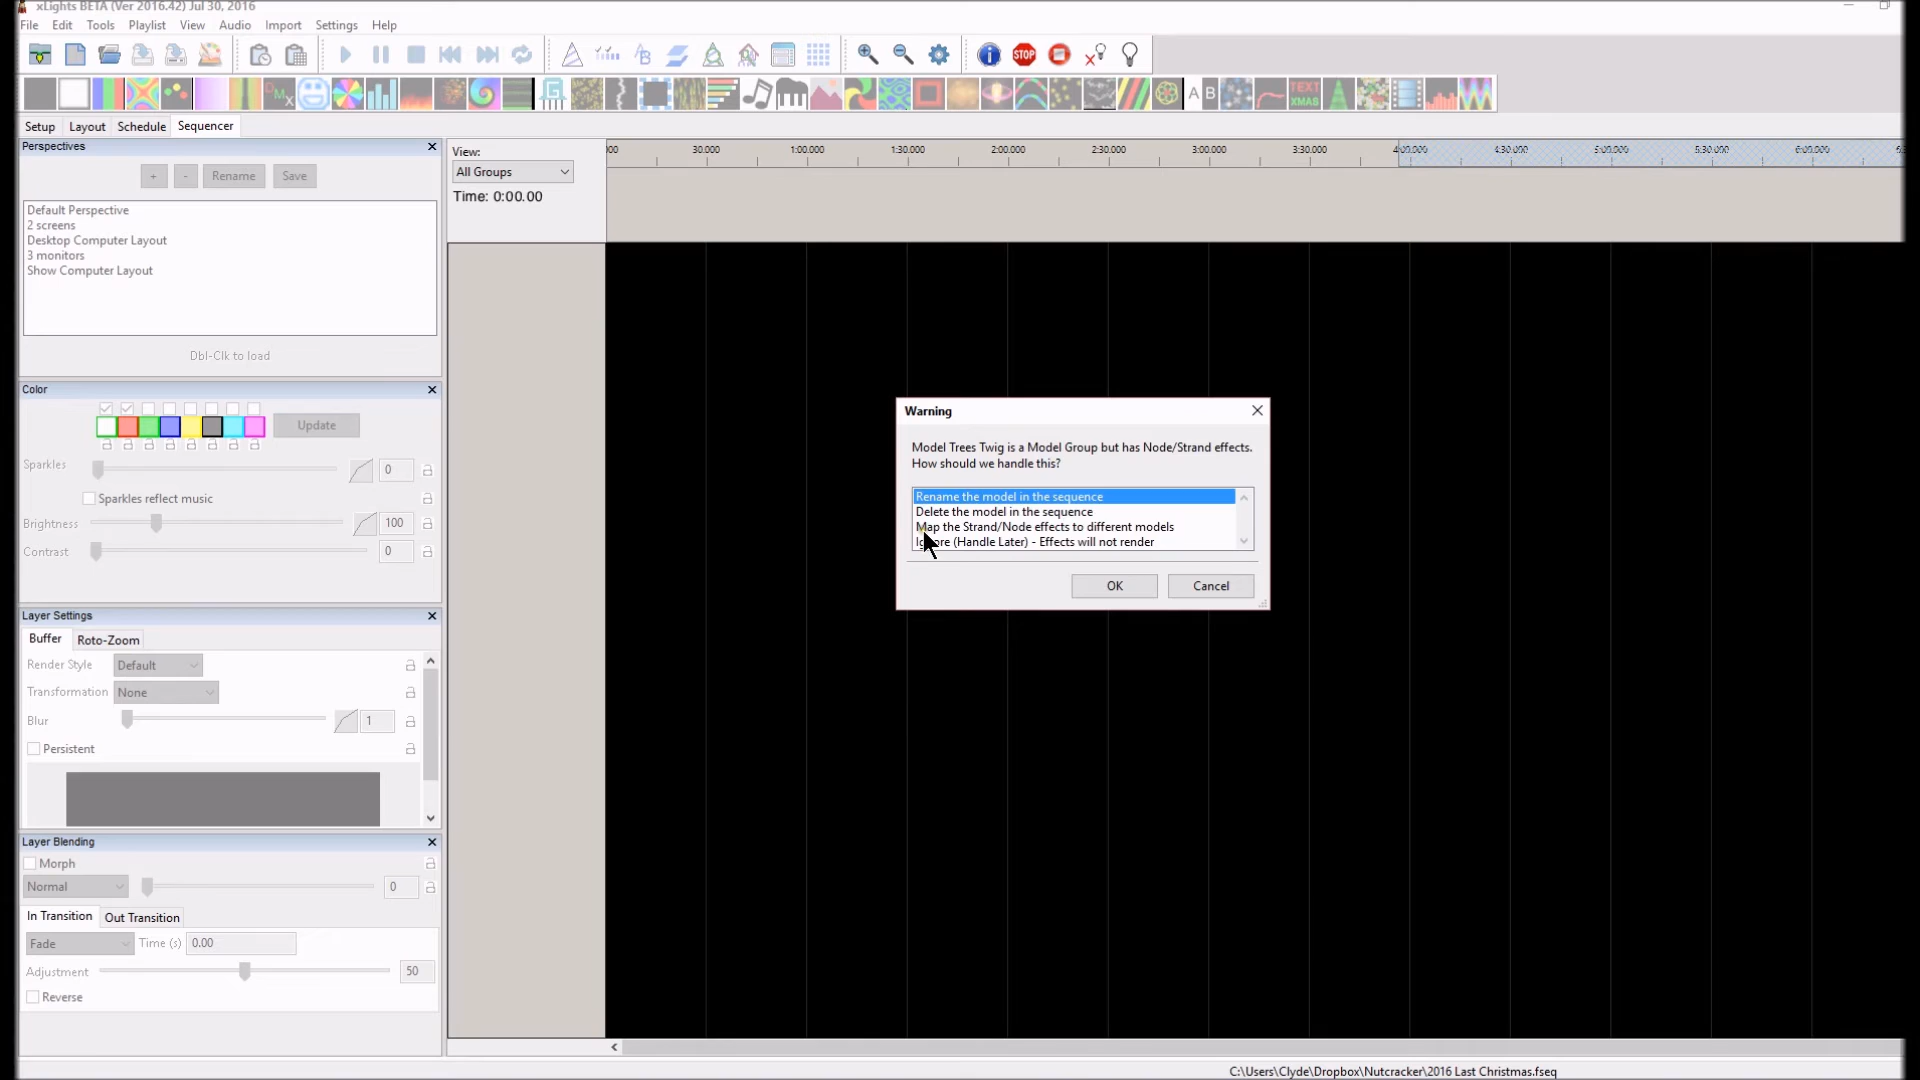 xLights BETA (Ver 2016.42) Jul 30, 2016
File Edit Tools Playlist View Audio Import Settings Help
STOP
A B
TEXT
XMAS
Setup Layout Schedule Sequencer
Perspectives
+ - Rename Save
Default Perspective
2 screens
Desktop Computer Layout
3 monitors
Show Computer Layout
Dbl-Clk to load
Color
Update
Sparkles 0
Sparkles reflect music
Brightness 100
Contrast 0
Layer Settings
Buffer Roto-Zoom
Render Style Default
Transformation None
Blur 1
Persistent
Layer Blending
Morph
Normal 0
In Transition Out Transition
Fade Time (s) 0.00
Adjustment 50
Reverse
View:
All Groups
Time: 0:00.00
30.000 1:00.000 1:30.000 2:00.000 2:30.000 3:00.000 3:30.000 4:00.000 4:30.000 5:00.000 5:30.000 6:00.000
Warning
Model Trees Twig is a Model Group but has Node/Strand effects.
How should we handle this?
Rename the model in the sequence
Delete the model in the sequence
Map the Strand/Node effects to different models
Ignore (Handle Later) - Effects will not render
OK Cancel
C:\Users\Clyde\Dropbox\Nutcracker\2016 Last Christmas.fseq